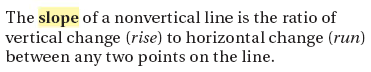 The slope of a nonvertical line is the ratio of
vertical change (rise) to horizontal change (run)
between any two points on the line.